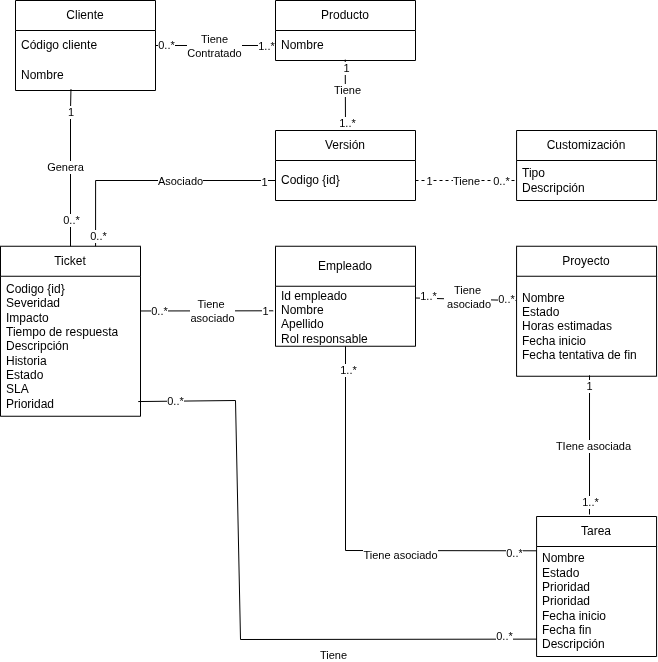 Cliente
Código cliente
Nombre
0..*
Tiene
Contratado
1..*
Producto
Nombre
1
Tiene
1..*
1
Genera
0..*
Versión
Codigo {id}
Asociado
1
0..*
1
Tiene
0..*
Customización
Tipo
Descripción
Ticket
Codigo {id}
Severidad
Impacto
Tiempo de respuesta
Descripción
Historia
Estado
SLA
Prioridad
0..*
Tiene
asociado
1
Empleado
Id empleado
Nombre
Apellido
Rol responsable
1..*
Tiene
asociado
0..*
Proyecto
Nombre
Estado
Horas estimadas
Fecha inicio
Fecha tentativa de fin
1
TIene asociada
1..*
1..*
Tiene asociado
0..*
0..*
Tiene
0..*
Tarea
Nombre
Estado
Prioridad
Prioridad
Fecha inicio
Fecha fin
Descripción